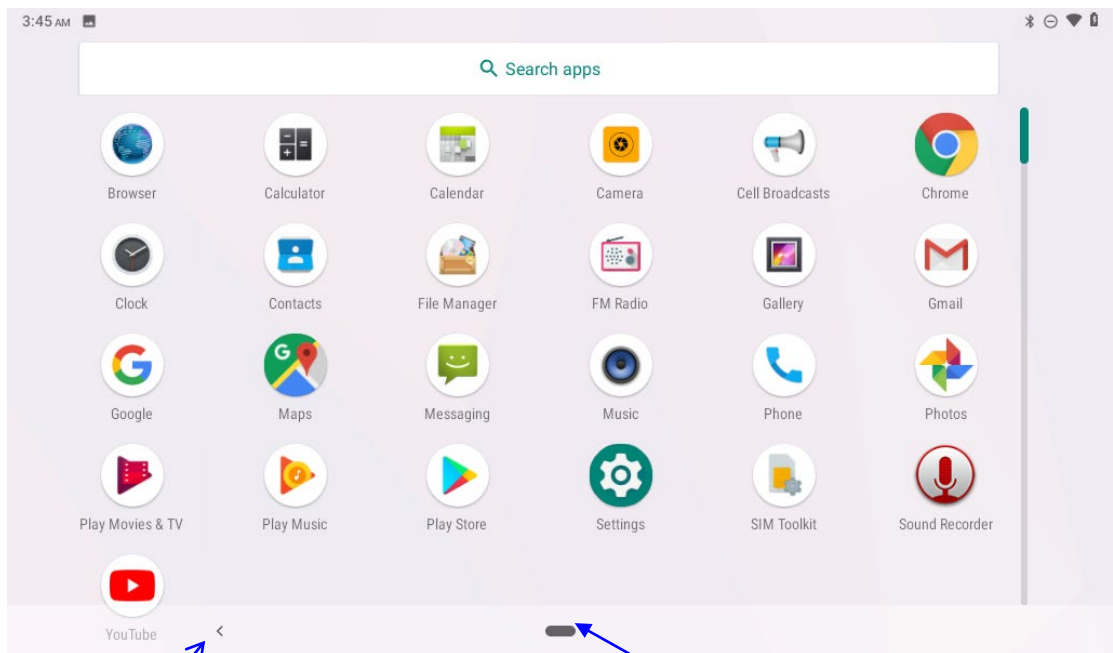 3:45 AM
Search apps
Browser Calculator Calendar Camera Cell Broadcasts Chrome
Clock Contacts File Manager FM Radio Gallery Gmail
Google Maps Messaging Music Phone Photos
Play Movies & TV Play Music Play Store Settings SIM Toolkit Sound Recorder
YouTube